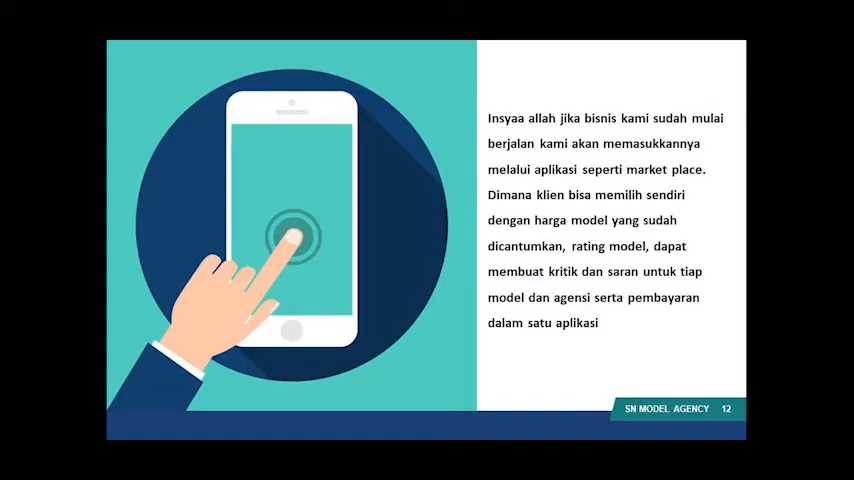 Insyaa allah jika bisnis kami sudah mulai
berjalan kami akan memasukkannya
melalui aplikasi seperti market place.
Dimana klien bisa memilih sendiri
dengan harga model yang sudah
dicantumkan, rating model, dapat
membuat kritik dan saran untuk tiap
model dan agensi serta pembayaran
dalam satu aplikasi
SN MODEL AGENCY 12